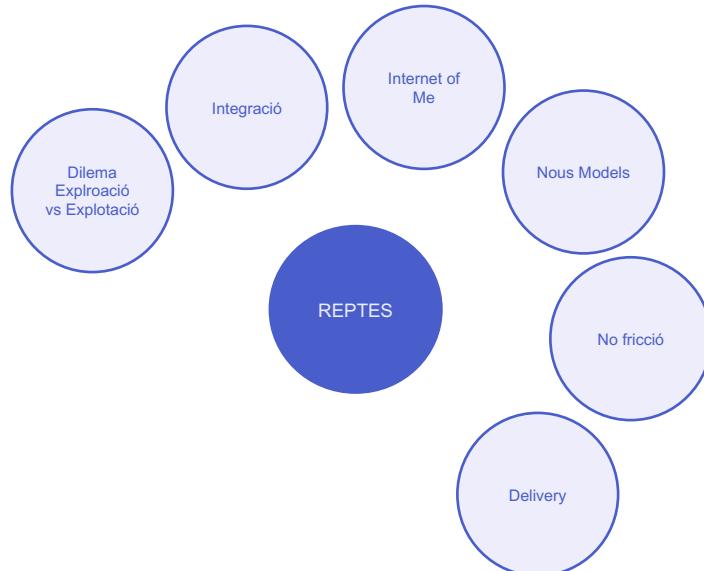 Dilema
Explroació
vs Explotació
Integració
Internet of
Me
Nous Models
No fricció
Delivery
REPTES